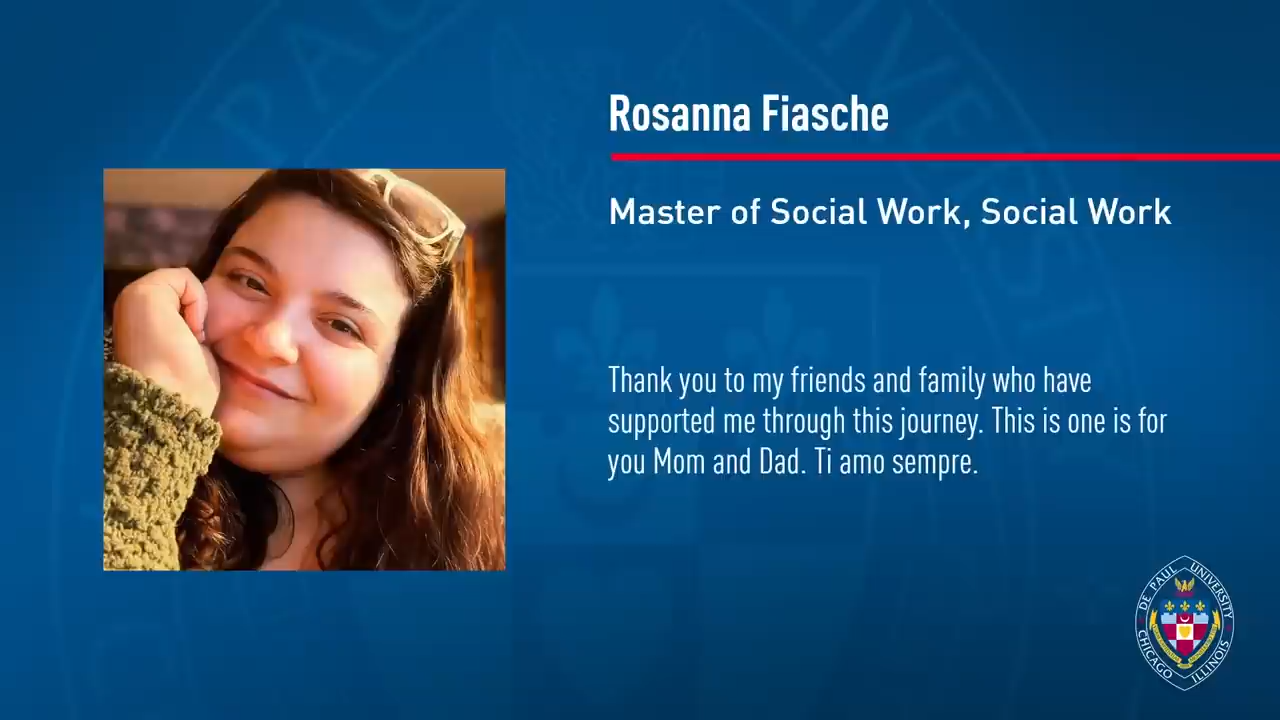 Rosanna Fiasche
Master of Social Work, Social Work
Thank you to my friends and family who have
supported me through this journey. This is one is for
you Mom and Dad. Ti amo sempre.
DE PAUL UNIVERSITY
CHICAGO ILLINOIS